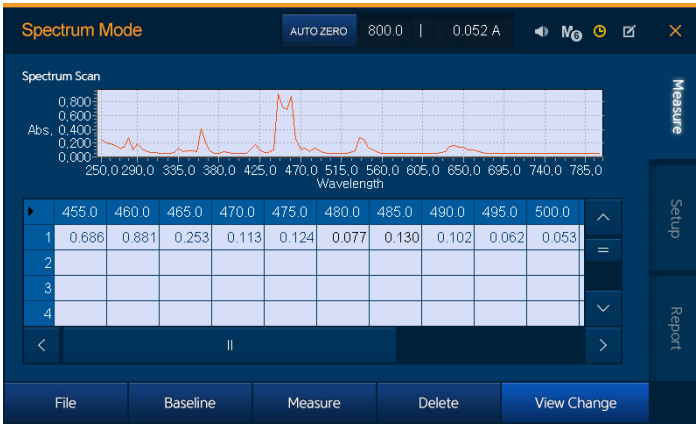 Spectrum Mode
AUTO ZERO
800.0 | 0.052 A
M6
Spectrum Scan
0,800
0,600
Abs, 0,400
0,200
0,000
250,0 290,0 335,0 380,0 425,0 470,0 515,0 560,0 605,0 650,0 695,0 740,0 785,0
Wavelength
455.0 460.0 465.0 470.0 475.0 480.0 485.0 490.0 495.0 500.0
1 0.686 0.881 0.253 0.113 0.124 0.077 0.130 0.102 0.062 0.053
2
3
4
File Baseline Measure Delete View Change
Measure
Setup
Report